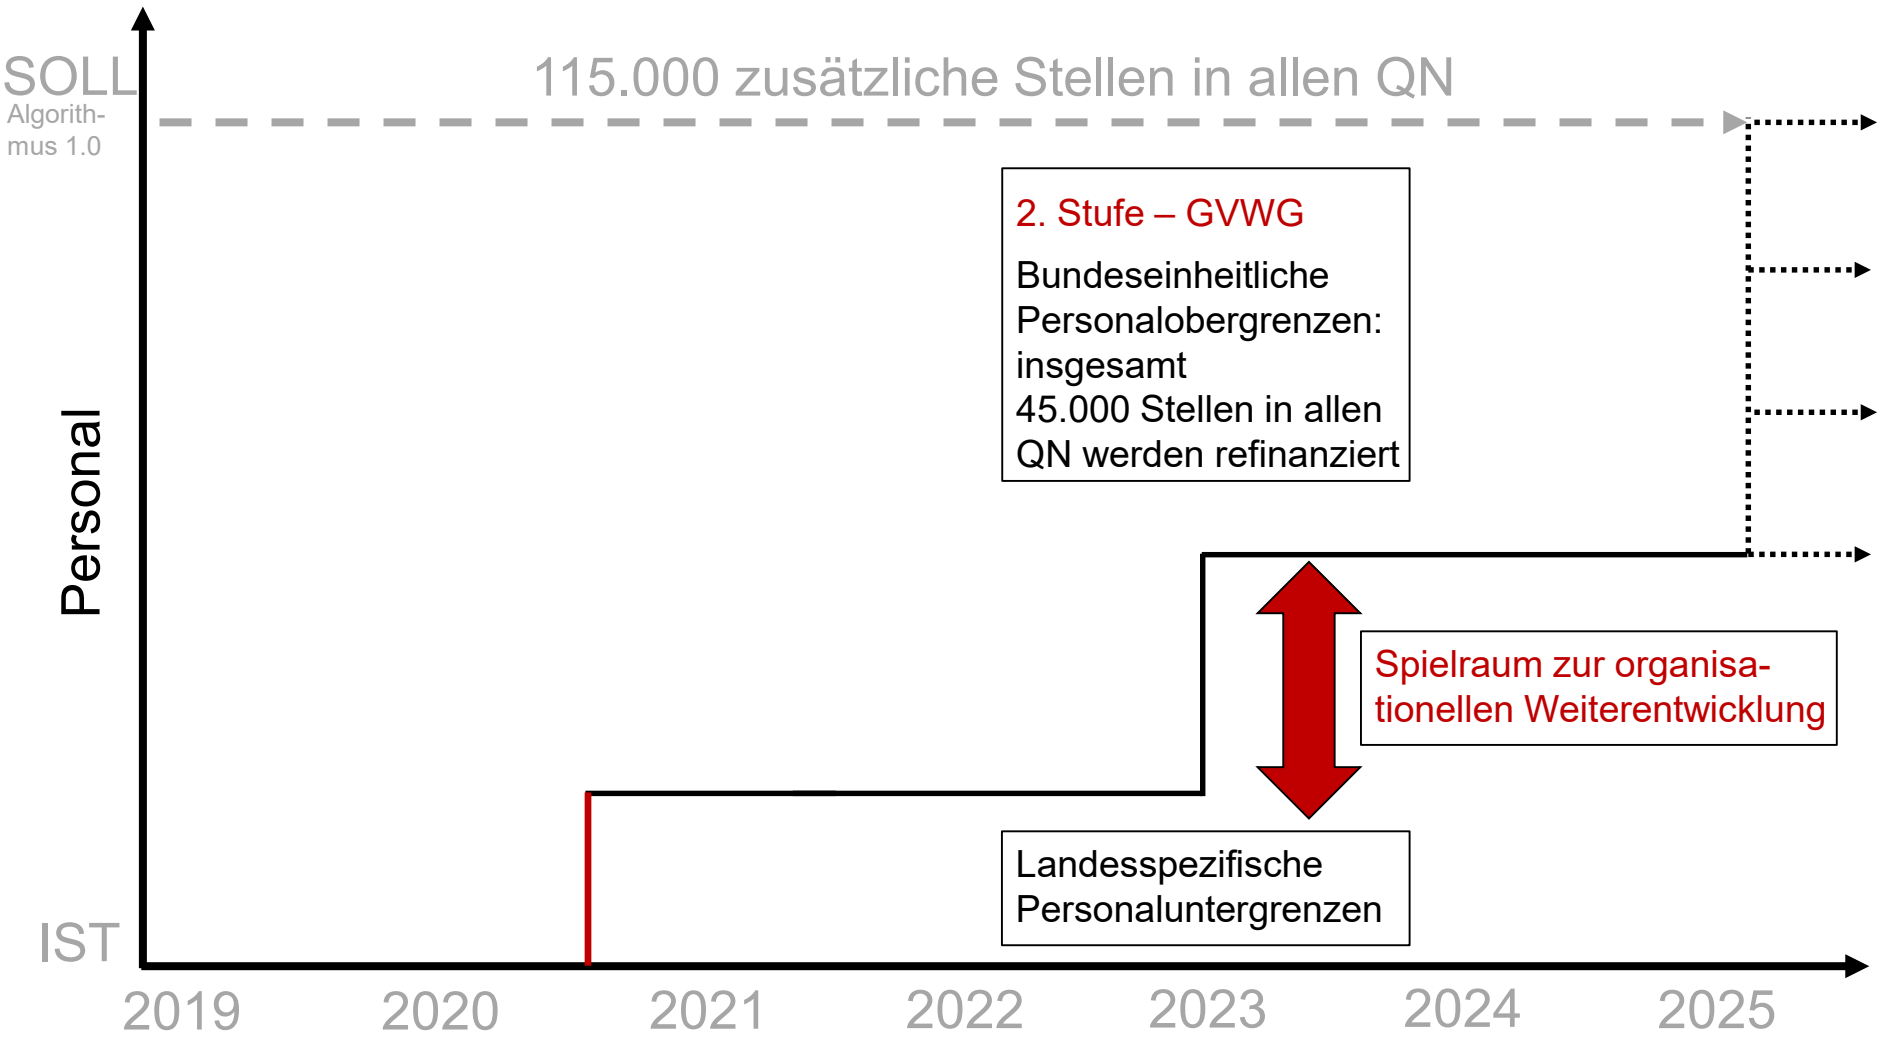 SOLL
115.000 zusätzliche Stellen in allen QN
Algorith-
mus 1.0
2. Stufe – GVWG
Bundeseinheitliche
Personalobergrenzen:
insgesamt
45.000 Stellen in allen
QN werden refinanziert
Personal
Spielraum zur organisa-
tionellen Weiterentwicklung
Landesspezifische
Personaluntergrenzen
IST
2019 2020 2021 2022 2023 2024 2025